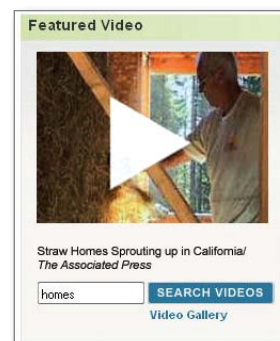 Featured Video
Straw Homes Sprouting up in California/
The Associated Press
homes
SEARCH VIDEOS
Video Gallery